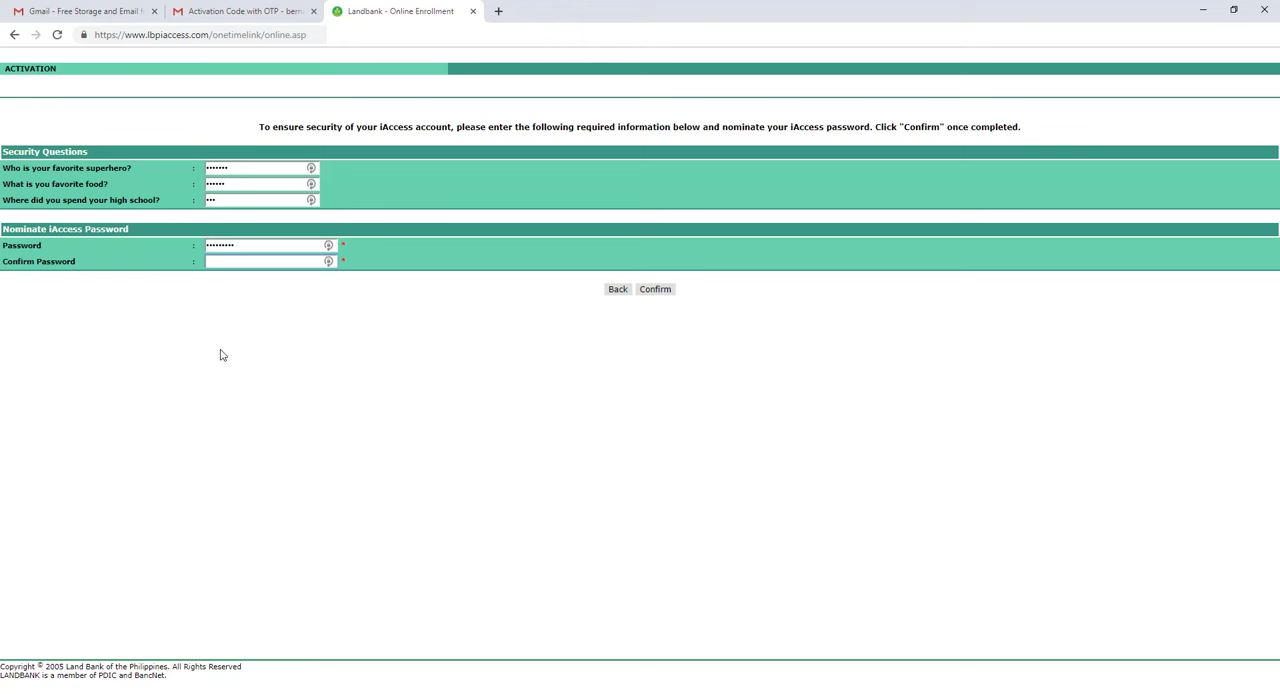 Gmail - Free Storage and Email f
Activation Code with OTP - bern
Landbank - Online Enrollment
https://www.lbpiaccess.com/onetimelink/online.asp
ACTIVATION
To ensure security of your iAccess account, please enter the following required information below and nominate your iAccess password. Click "Confirm" once completed.
Security Questions
Who is your favorite superhero? : •••••••
What is you favorite food? : ••••••
Where did you spend your high school? : •••
Nominate iAccess Password
Password : ••••••••• *
Confirm Password : *
Back Confirm
Copyright © 2005 Land Bank of the Philippines. All Rights Reserved
LANDBANK is a member of PDIC and BancNet.